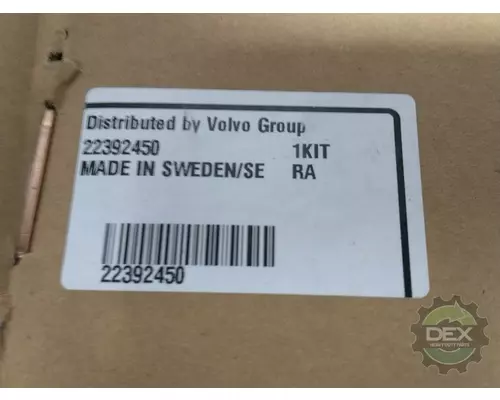 Distributed by Volvo Group
22392450 1KIT
MADE IN SWEDEN/SE RA
22392450
DEX